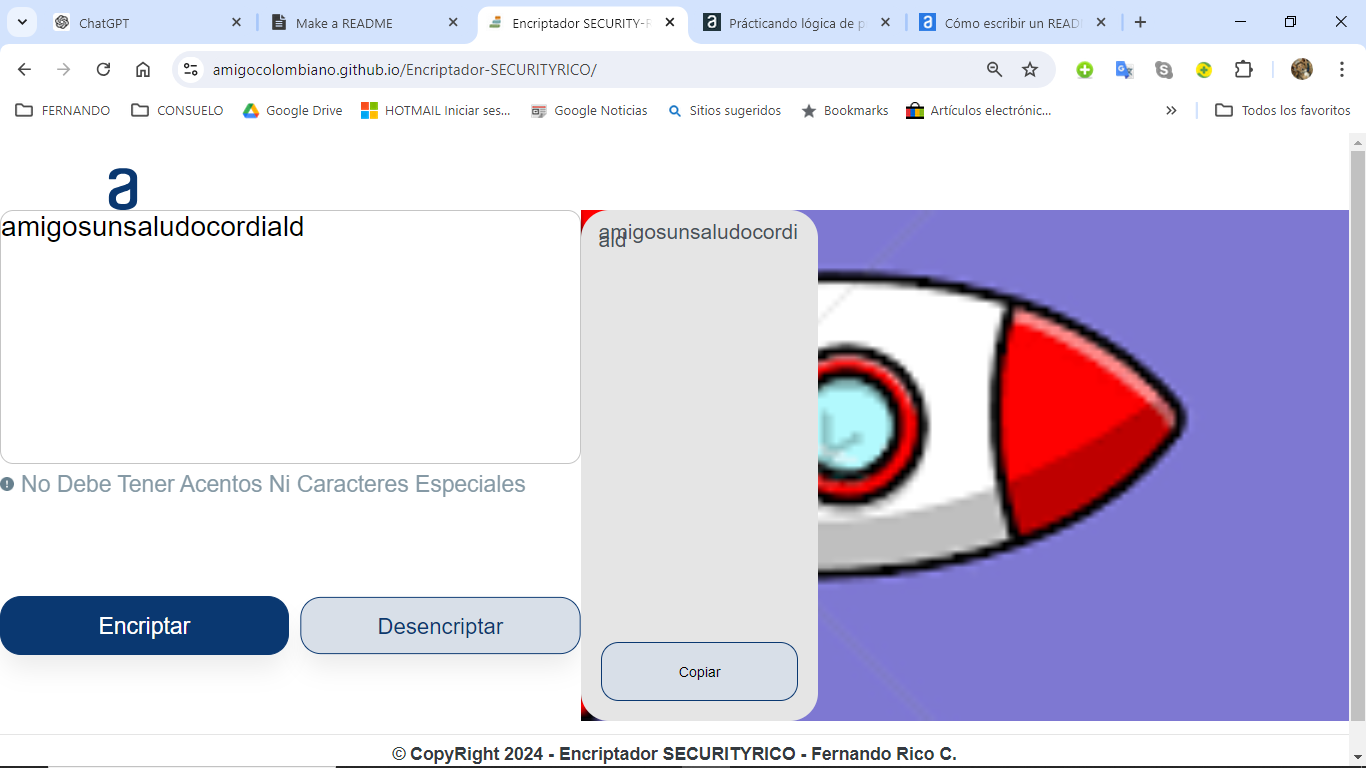 ChatGPT
Make a README
Encriptador SECURITY-R
Prácticando lógica de p
Cómo escribir un READ
amigocolombiano.github.io/Encriptador-SECURITYRICO/
FERNANDO
CONSUELO
Google Drive
HOTMAIL Iniciar ses...
Google Noticias
Sitios sugeridos
Bookmarks
Artículos electrónic...
»
Todos los favoritos
a
amigosunsaludocordiald
amigosunsaludocordi
ald
No Debe Tener Acentos Ni Caracteres Especiales
Encriptar
Desencriptar
Copiar
© CopyRight 2024 - Encriptador SECURITYRICO - Fernando Rico C.